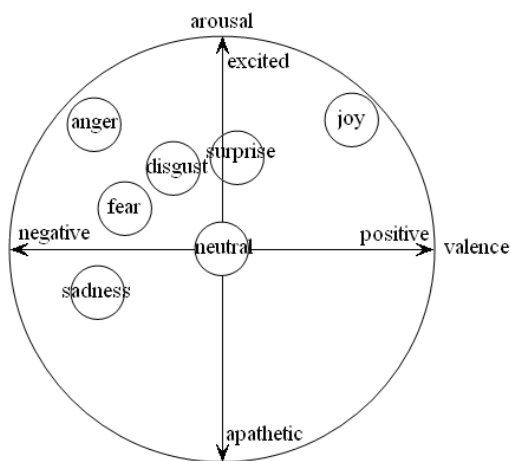 arousal
excited
anger
joy
surprise
disgust
fear
negative
neutral
positive
valence
sadness
apathetic